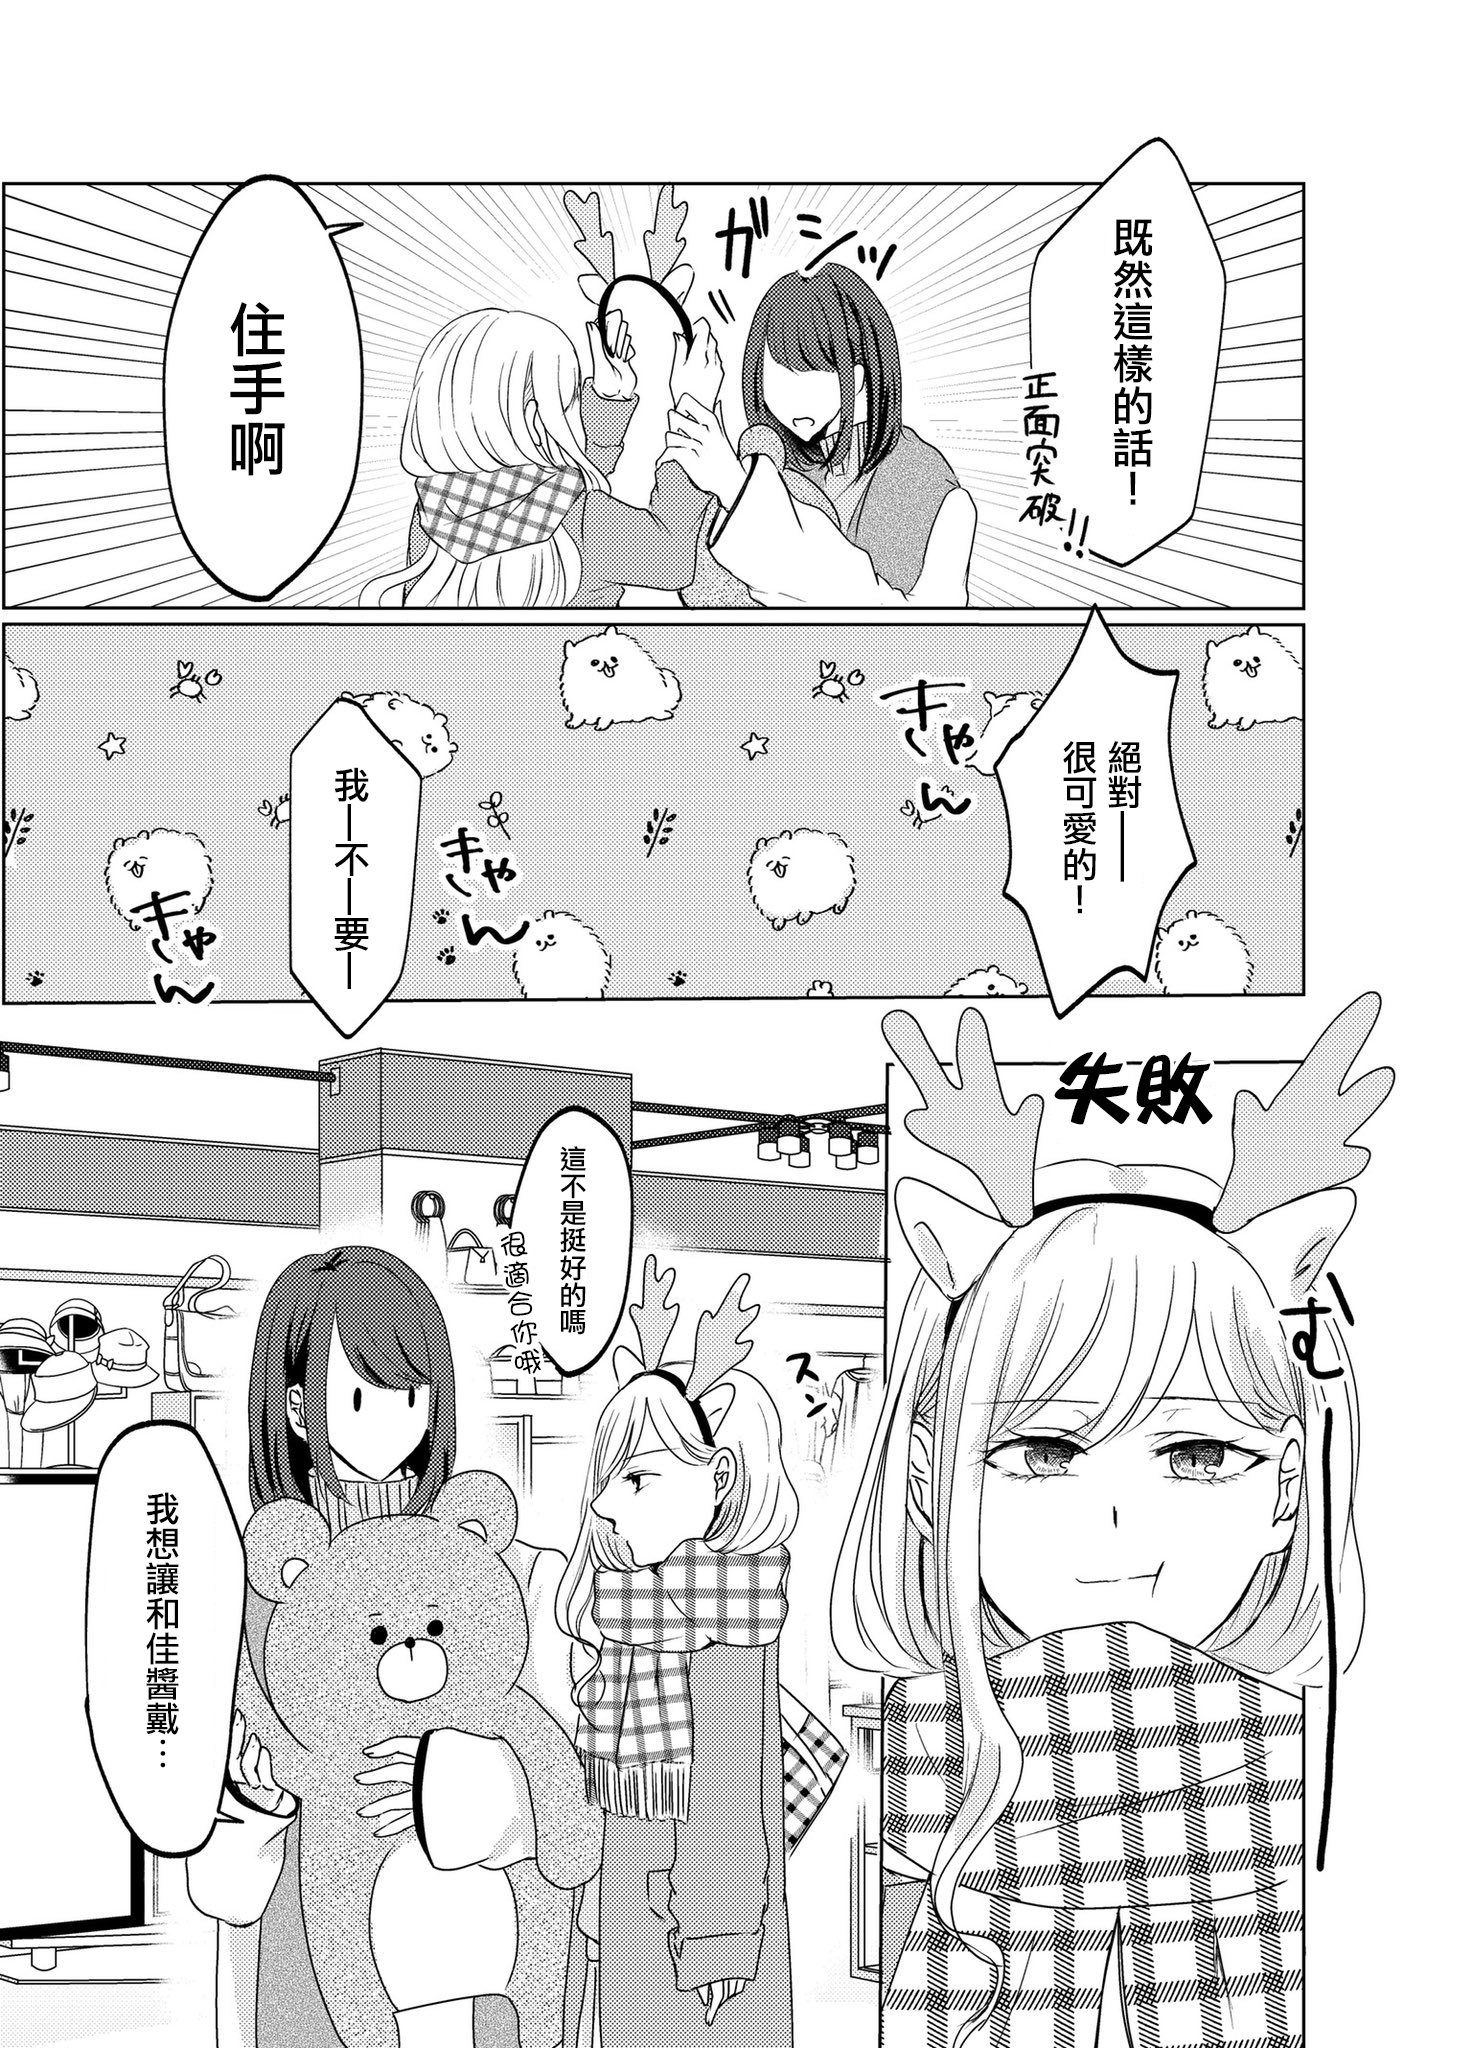 既然這樣的話！
正面突破!!
ガシッ
住手啊
絕對——
很可愛的！
きゃん
きゃん
我—不—要—
きゃん
失敗
むーー
這不是挺好的嗎
很適合你哦
スン
我想讓和佳醬戴…